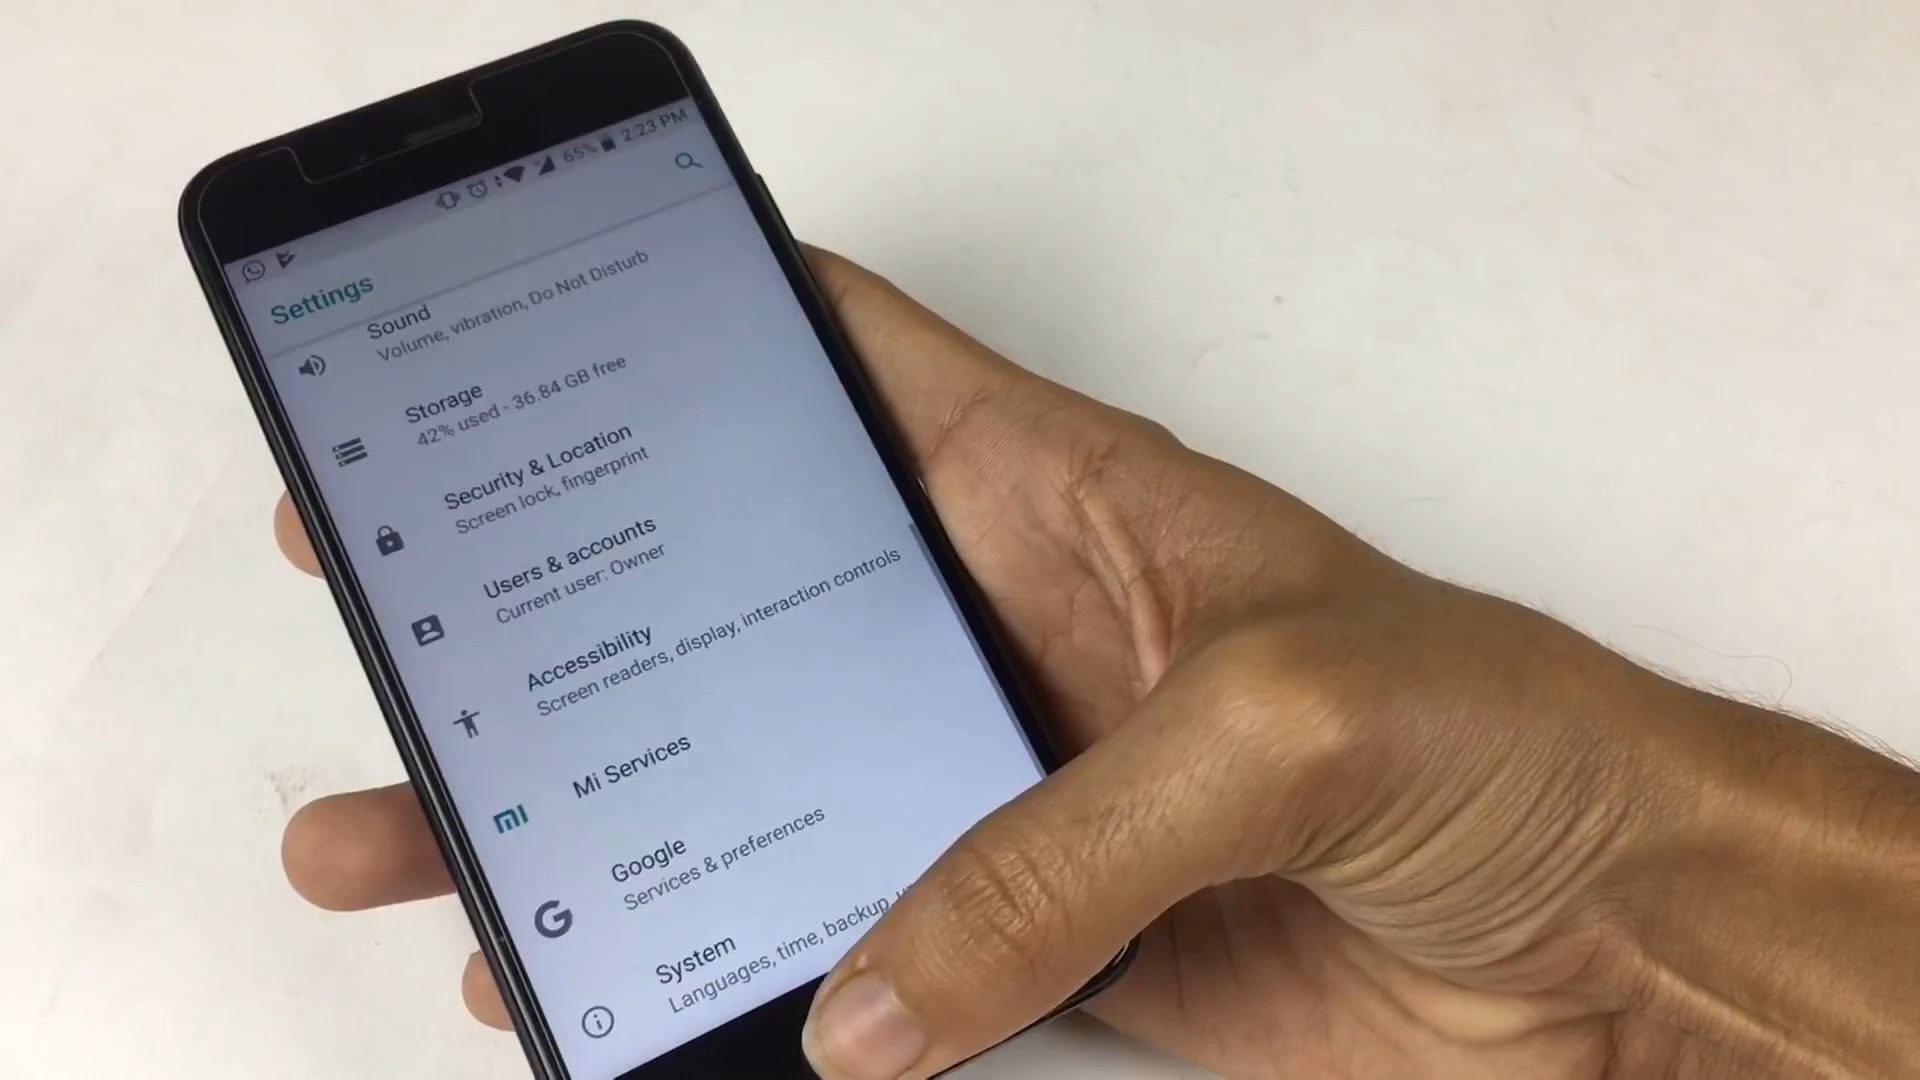 65% 2:23 PM
Settings
Sound
Volume, vibration, Do Not Disturb
Storage
42% used - 36.84 GB free
Security & Location
Screen lock, fingerprint
Users & accounts
Current user: Owner
Accessibility
Screen readers, display, interaction controls
Mi Services
Google
Services & preferences
System
Languages, time, backup,